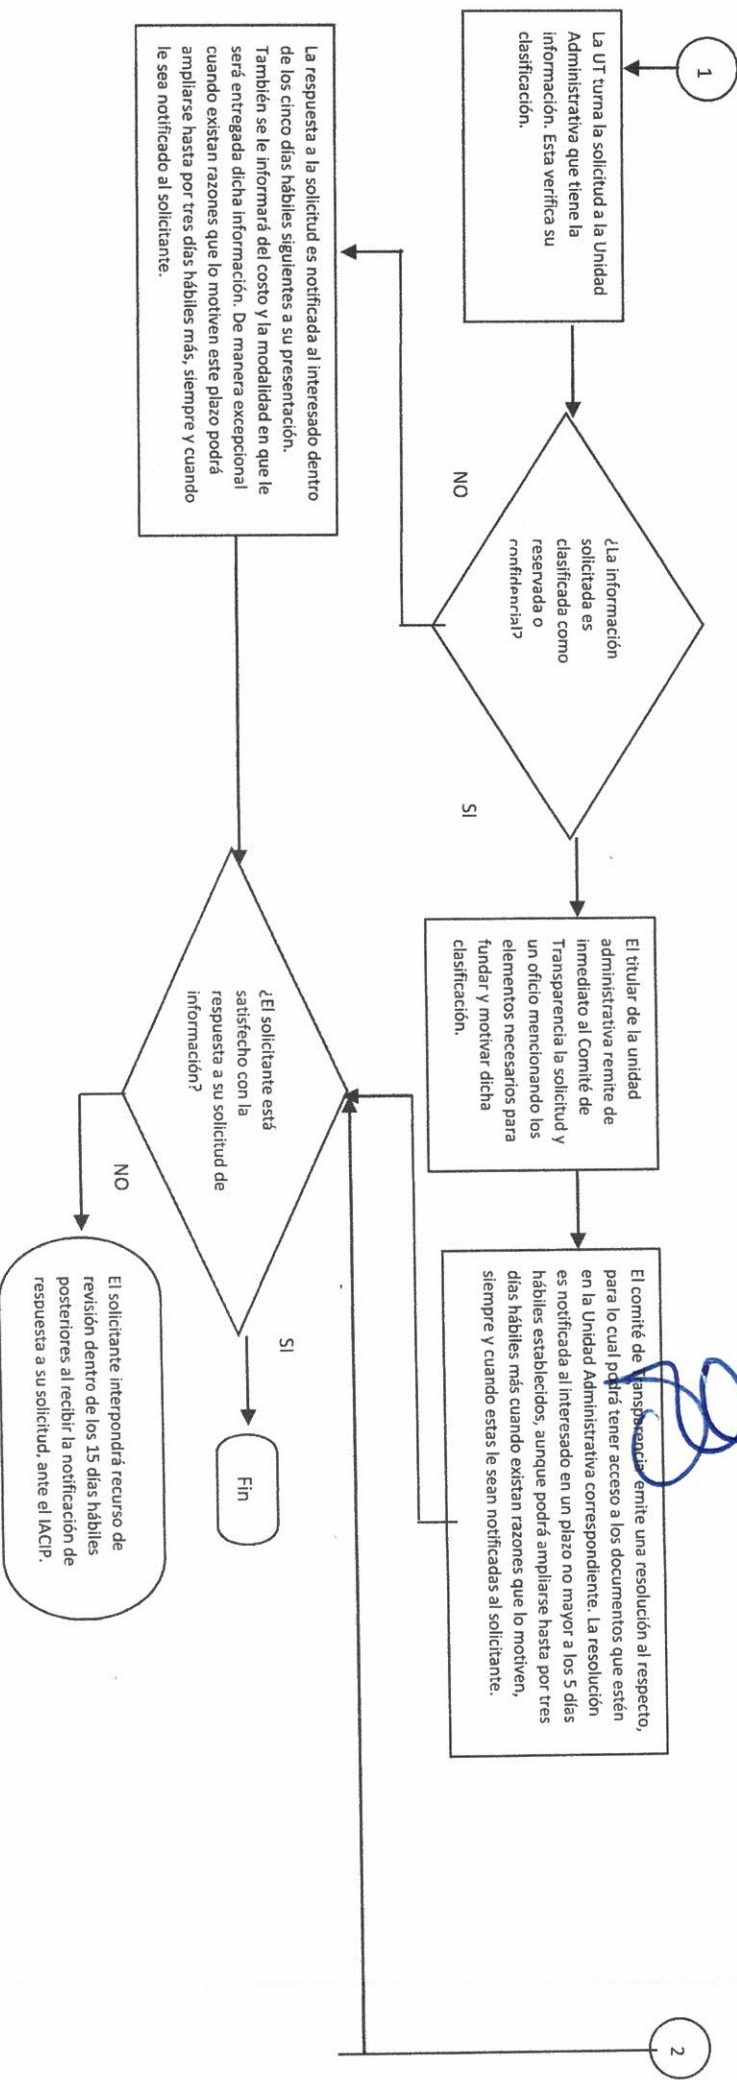 1
La UT turna la solicitud a la Unidad
Administrativa que tiene la
información. Esta verifica su
clasificación.
¿La información
solicitada es
clasificada como
reservada o
confidencial?
NO
SI
El titular de la unidad
administrativa remite de
inmediato al Comité de
Transparencia la solicitud y
un oficio mencionando los
elementos necesarios para
fundar y motivar dicha
clasificación.
El comité de Transparencia emite una resolución al respecto,
para lo cual podrá tener acceso a los documentos que estén
en la Unidad Administrativa correspondiente. La resolución
es notificada al interesado en un plazo no mayor a los 5 días
hábiles establecidos, aunque podrá ampliarse hasta por tres
días hábiles más cuando existan razones que lo motiven,
siempre y cuando estas le sean notificadas al solicitante.
2
La respuesta a la solicitud es notificada al interesado dentro
de los cinco días hábiles siguientes a su presentación.
También se le informará del costo y la modalidad en que le
será entregada dicha información. De manera excepcional
cuando existan razones que lo motiven este plazo podrá
ampliarse hasta por tres días hábiles más, siempre y cuando
le sea notificado al solicitante.
¿El solicitante está
satisfecho con la
respuesta a su solicitud de
información?
SI
Fin
NO
El solicitante interpondrá recurso de
revisión dentro de los 15 días hábiles
posteriores al recibir la notificación de
respuesta a su solicitud, ante el IACIP.